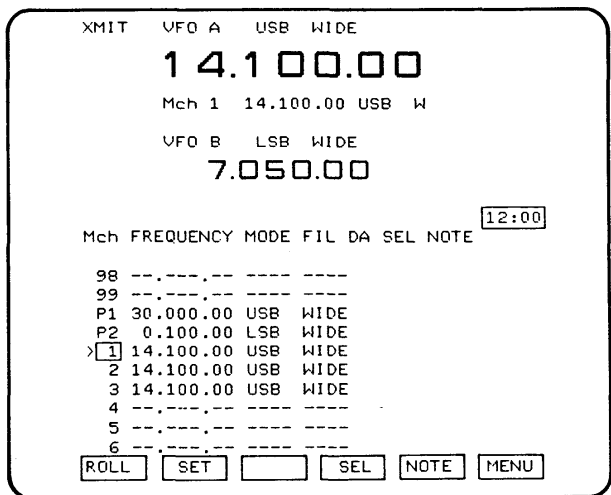 XMIT VFO A USB WIDE
14.100.00
Mch 1 14.100.00 USB W
VFO B LSB WIDE
7.050.00
12:00
Mch FREQUENCY MODE FIL DA SEL NOTE
98 --.---.-- ---- ----
99 --.---.-- ---- ----
P1 30.000.00 USB WIDE
P2 0.100.00 LSB WIDE
>1 14.100.00 USB WIDE
2 14.100.00 USB WIDE
3 14.100.00 USB WIDE
4 --.---.-- ---- ----
5 --.---.-- ---- ----
6 --.---.-- ---- ----
ROLL SET SEL NOTE MENU